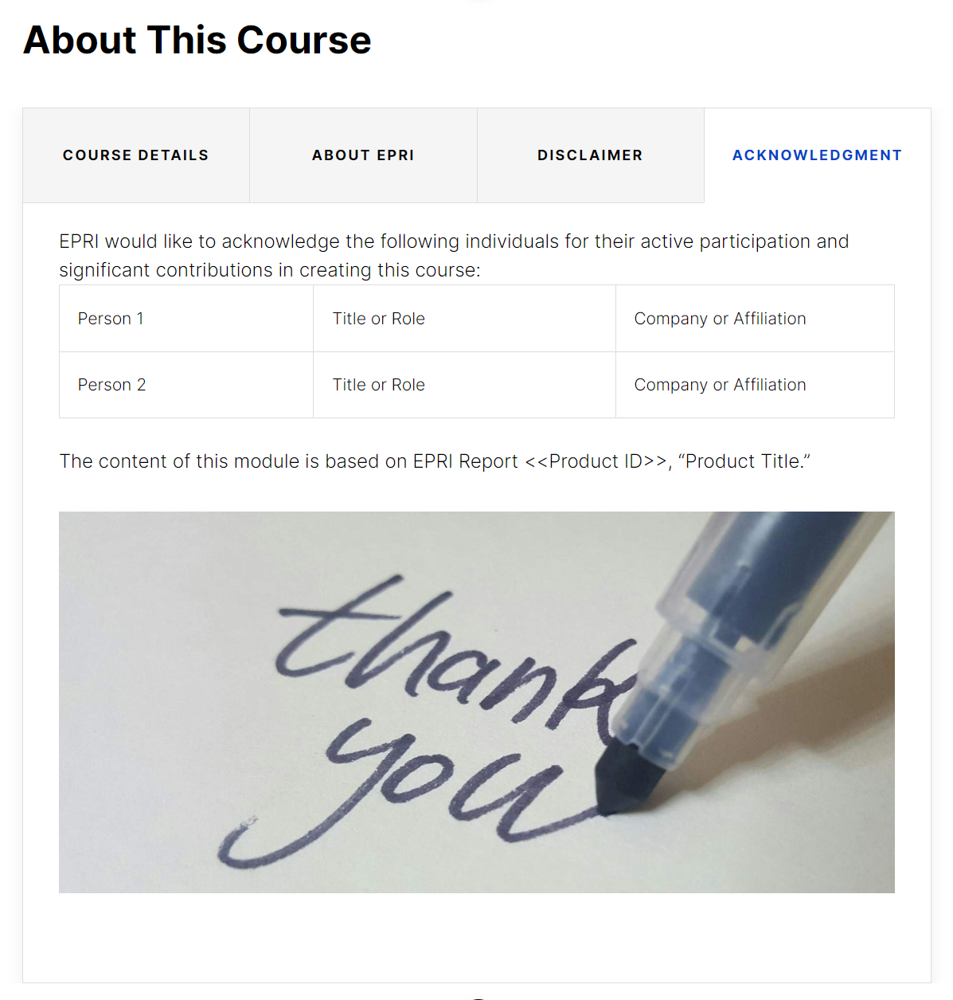 About This Course
COURSE DETAILS
ABOUT EPRI
DISCLAIMER
ACKNOWLEDGMENT
EPRI would like to acknowledge the following individuals for their active participation and
significant contributions in creating this course:
Person 1
Title or Role
Company or Affiliation
Person 2
Title or Role
Company or Affiliation
The content of this module is based on EPRI Report <<Product ID>>, “Product Title.”
thank
you